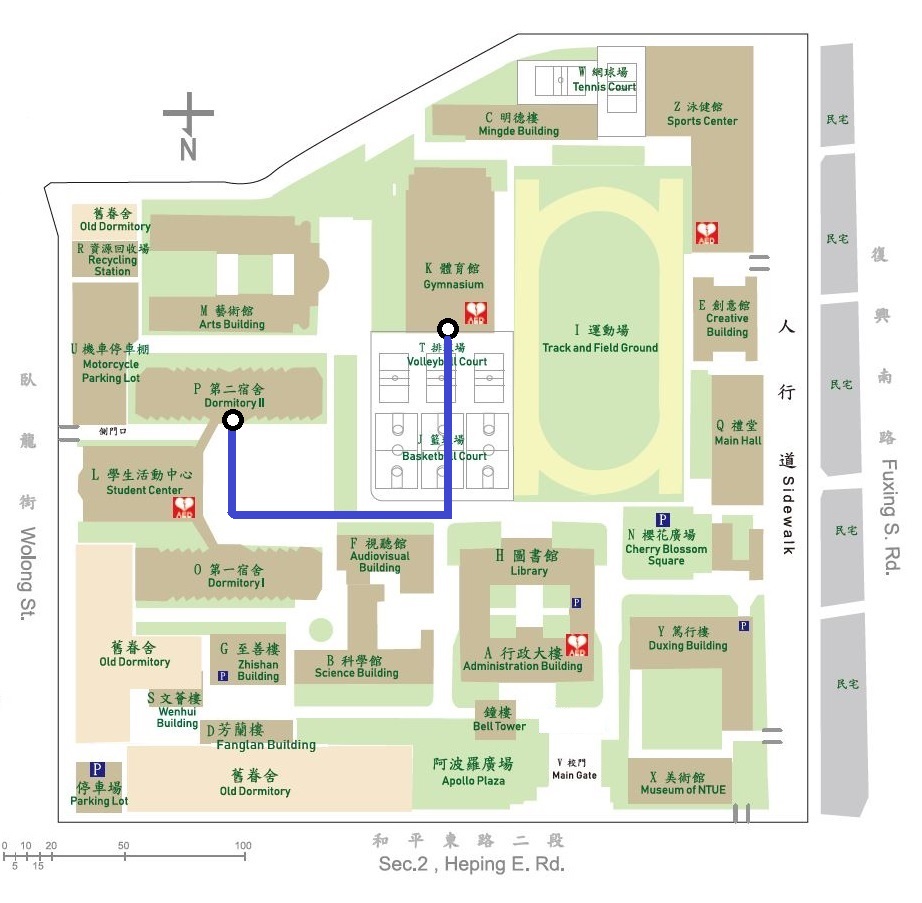 W 網球場
Tennis Court
C 明德樓
Mingde Building
Z 泳健館
Sports Center
民宅
N
舊眷舍
Old Dormitory
R 資源回收場
Recycling
Station
K 體育館
Gymnasium
AED
AED
民宅
復興南路
Fuxing S. Rd.
M 藝術館
Arts Building
I 運動場
Track and Field Ground
E 創意館
Creative
Building
人行道 Sidewalk
U 機車停車棚
Motorcycle
Parking Lot
T 排
場
Volleyball Court
P 第二宿舍
Dormitory II
民宅
臥龍街
Wolong St.
側門口
J 籃
場
Basketball Court
Q 禮堂
Main Hall
L 學生活動中心
Student Center
AED
P
N 櫻花廣場
Cherry Blossom
Square
民宅
F 視聽館
Audiovisual
Building
H 圖書館
Library
O 第一宿舍
Dormitory I
P
P
舊眷舍
Old Dormitory
G 至善樓
Zhishan
Building
P
B 科學館
Science Building
A 行政大樓
Administration Building
AED
Y 篤行樓
Duxing Building
民宅
S 文薈樓
Wenhui
Building
鐘樓
Bell Tower
D 芳蘭樓
Fanglan Building
P
停車場
Parking Lot
舊眷舍
Old Dormitory
阿波羅廣場
Apollo Plaza
V 校門
Main Gate
X 美術館
Museum of NTUE
0 10 20 50 100
5 15
和平東路二段
Sec.2 , Heping E. Rd.